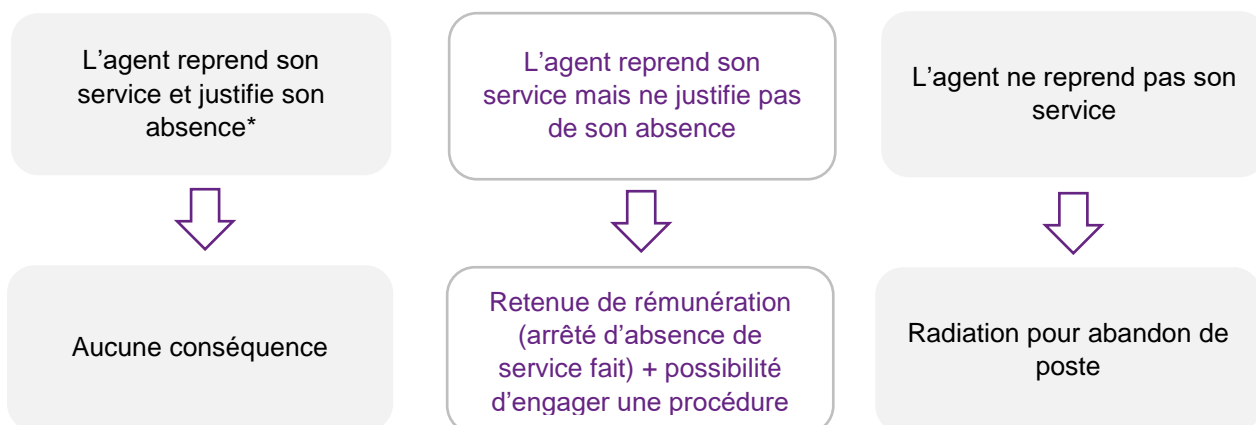 L’agent reprend son
service et justifie son
absence*
L’agent reprend son
service mais ne justifie pas
de son absence
L’agent ne reprend pas son
service
Aucune conséquence
Retenue de rémunération
(arrêté d’absence de
service fait) + possibilité
d’engager une procédure
Radiation pour abandon de
poste